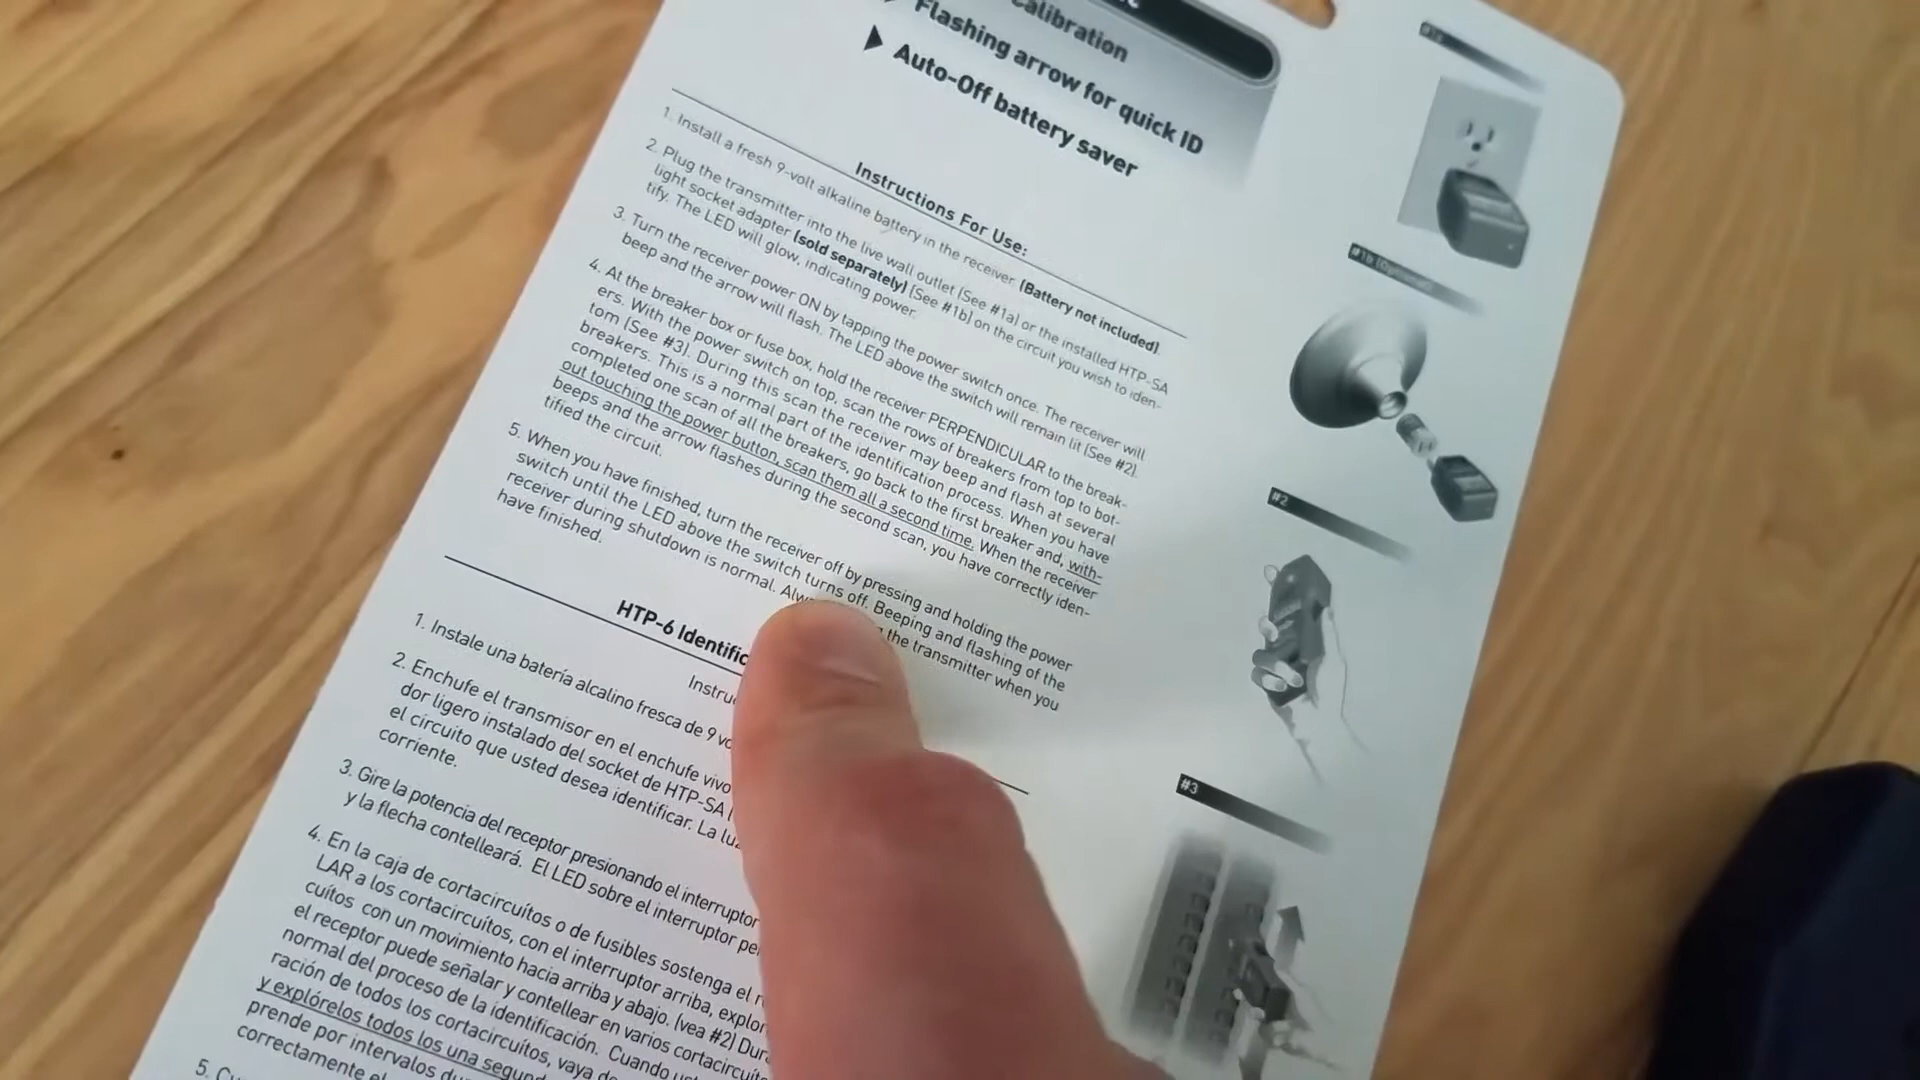 alibration
Flashing arrow for quick ID
Auto-Off battery saver
Instructions For Use:
1. Install a fresh 9-volt alkaline battery in the receiver (Battery not included).
2. Plug the transmitter into the live wall outlet (See #1a) or the installed HTP-SA
light socket adapter (sold separately) (See #1b) on the circuit you wish to iden-
tify. The LED will glow, indicating power.
3. Turn the receiver power ON by tapping the power switch once. The receiver will
beep and the arrow will flash. The LED above the switch will remain lit (See #2).
4. At the breaker box or fuse box, hold the receiver PERPENDICULAR to the break-
ers. With the power switch on top, scan the rows of breakers from top to bot-
tom (See #3). During this scan the receiver may beep and flash at several
breakers. This is a normal part of the identification process. When you have
completed one scan of all the breakers, go back to the first breaker and, with-
out touching the power button, scan them all a second time. When the receiver
beeps and the arrow flashes during the second scan, you have correctly iden-
tified the circuit.
5. When you have finished, turn the receiver off by pressing and holding the power
switch until the LED above the switch turns off. Beeping and flashing of the
receiver during shutdown is normal. Alw the transmitter when you
have finished.
HTP-6 Identific
Instruc
1. Instale una batería alcalino fresca de 9 vo
2. Enchufe el transmisor en el enchufe vivo
dor ligero instalado del socket de HTP-SA (
el círcuito que usted desea identificar. La luz
corriente.
3. Gire la potencia del receptor presionando el interruptor
y la flecha contelleará. El LED sobre el interruptor pe
4. En la caja de cortacircuítos o de fusibles sostenga el r
LAR a los cortacircuítos, con el interruptor arriba, explor
cuítos con un movimiento hacia arriba y abajo. (vea #2) Dur
el receptor puede señalar y contellear en varios cortacircuít
normal del proceso de la identificación. Cuando ust
ración de todos los cortacircuítos, vaya de
y explórelos todos los una segun
prende por intervalos du
correctamente el
5. Cu
#1a
#1b (Optional)
#2
#3